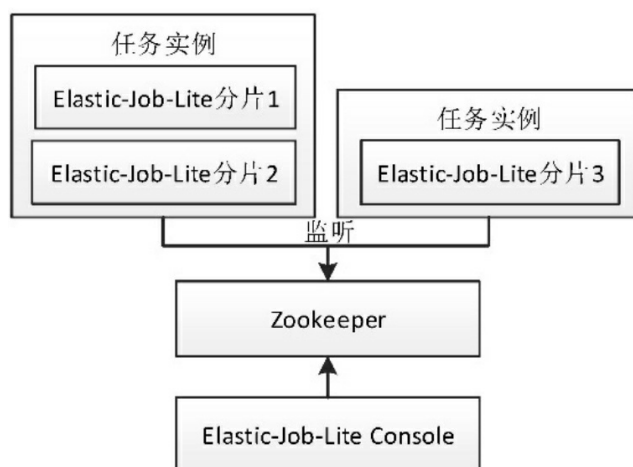 任务实例
Elastic-Job-Lite分片1
Elastic-Job-Lite分片2
任务实例
Elastic-Job-Lite分片3
监听
Zookeeper
Elastic-Job-Lite Console